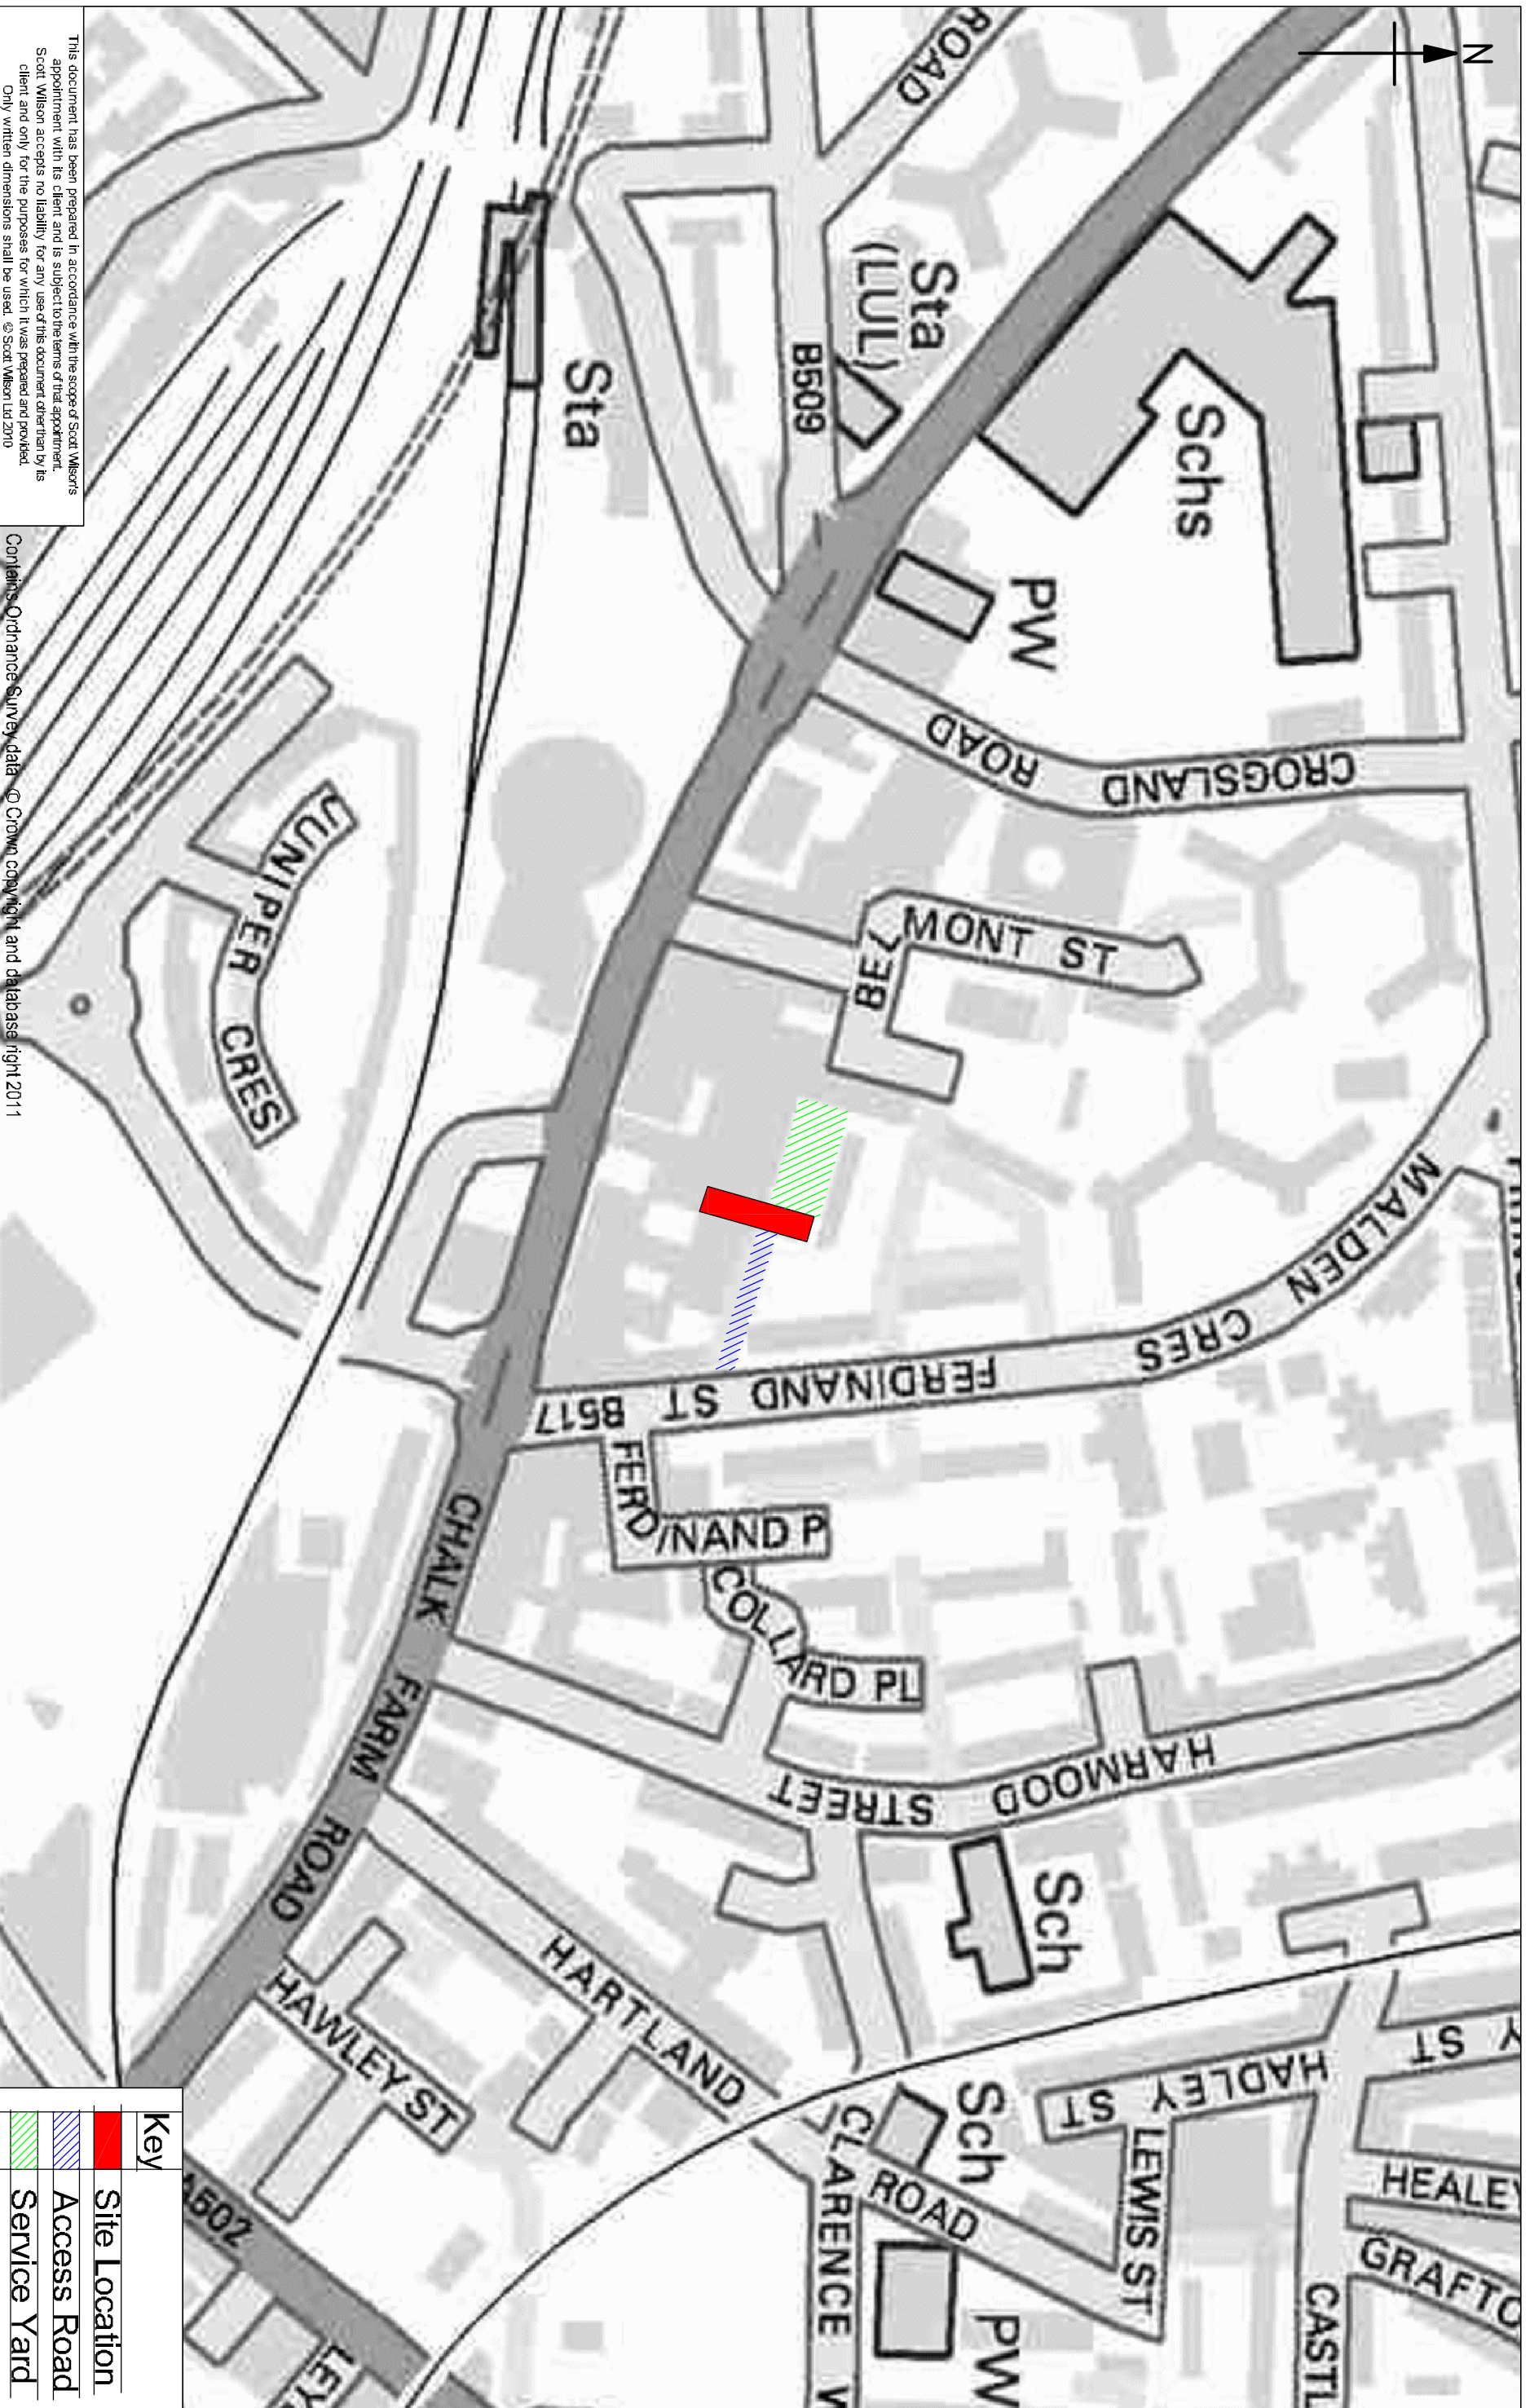 N
ROAD
Sta
(LUL)
B509
Sta
Schs
PW
CROGSLAND
ROAD
BEL
MONT ST
JUNIPER CRES
MALDEN
CRES
FERDINAND ST
B517
FERDINAND P
COLLARD PL
CHALK FARM ROAD
HARMOOD
STREET
Sch
HARTLAND
ROAD
HAWLEY ST
Sch
CLARENCE W
HADLEY
ST
Y ST
LEWIS ST
HEALEY
GRAFTO
CASTL
PW
A502
LEY
This document has been prepared in accordance with the scope of Scott Wilson's
appointment with its client and is subject to the terms of that appointment.
Scott Wilson accepts no liability for any use of this document other than by its
client and only for the purposes for which it was prepared and provided.
Only written dimensions shall be used. © Scott Wilson Ltd 2010
Contains Ordnance Survey data © Crown copyright and database right 2011
Key
Site Location
Access Road
Service Yard